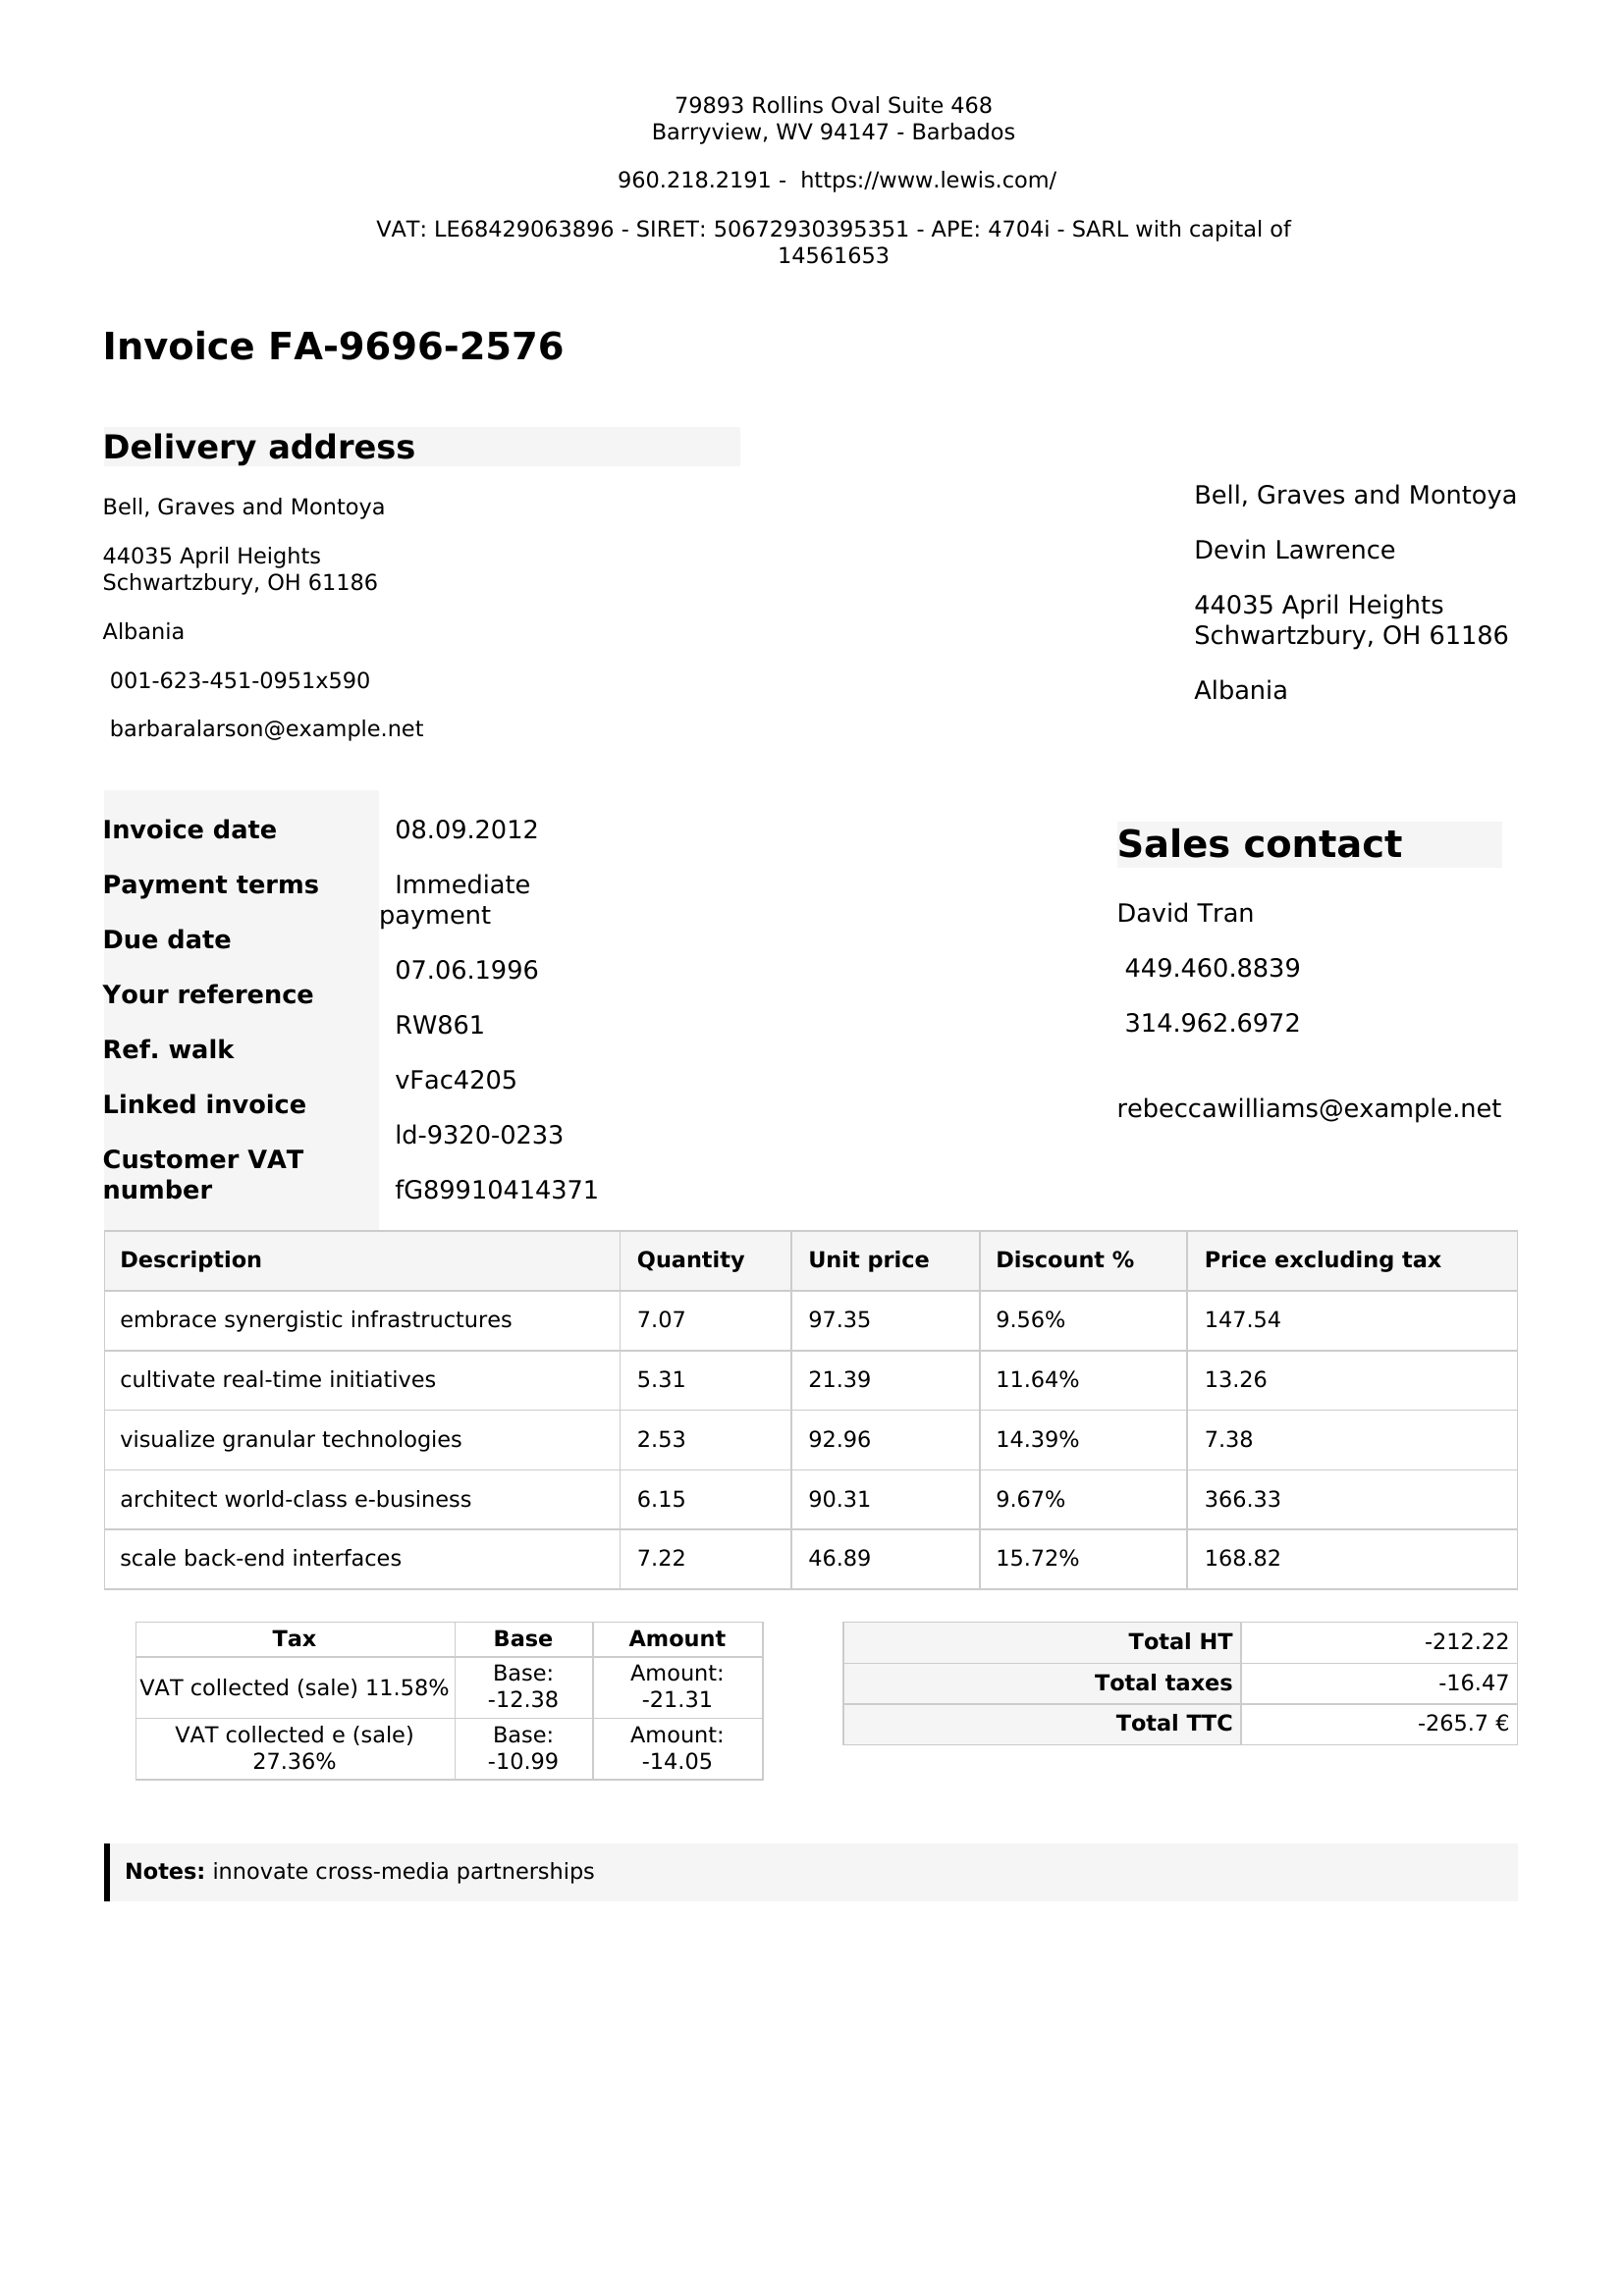 79893 Rollins Oval Suite 468
Barryview, WV 94147 - Barbados
960.218.2191 -  https://www.lewis.com/
VAT: LE68429063896 - SIRET: 50672930395351 - APE: 4704i - SARL with capital of
14561653
Invoice FA-9696-2576
Delivery address
Bell, Graves and Montoya
44035 April Heights
Schwartzbury, OH 61186
Albania
001-623-451-0951x590
barbaralarson@example.net
Bell, Graves and Montoya
Devin Lawrence
44035 April Heights
Schwartzbury, OH 61186
Albania
Invoice date
Payment terms
Due date
Your reference
Ref. walk
Linked invoice
Customer VAT
number
08.09.2012
Immediate
payment
07.06.1996
RW861
vFac4205
ld-9320-0233
fG89910414371
Sales contact
David Tran
449.460.8839
314.962.6972
rebeccawilliams@example.net
Description Quantity Unit price Discount % Price excluding tax
embrace synergistic infrastructures 7.07 97.35 9.56% 147.54
cultivate real-time initiatives 5.31 21.39 11.64% 13.26
visualize granular technologies 2.53 92.96 14.39% 7.38
architect world-class e-business 6.15 90.31 9.67% 366.33
scale back-end interfaces 7.22 46.89 15.72% 168.82
Tax Base Amount
VAT collected (sale) 11.58% Base: -12.38 Amount: -21.31
VAT collected e (sale) 27.36% Base: -10.99 Amount: -14.05
Total HT -212.22
Total taxes -16.47
Total TTC -265.7 €
Notes: innovate cross-media partnerships